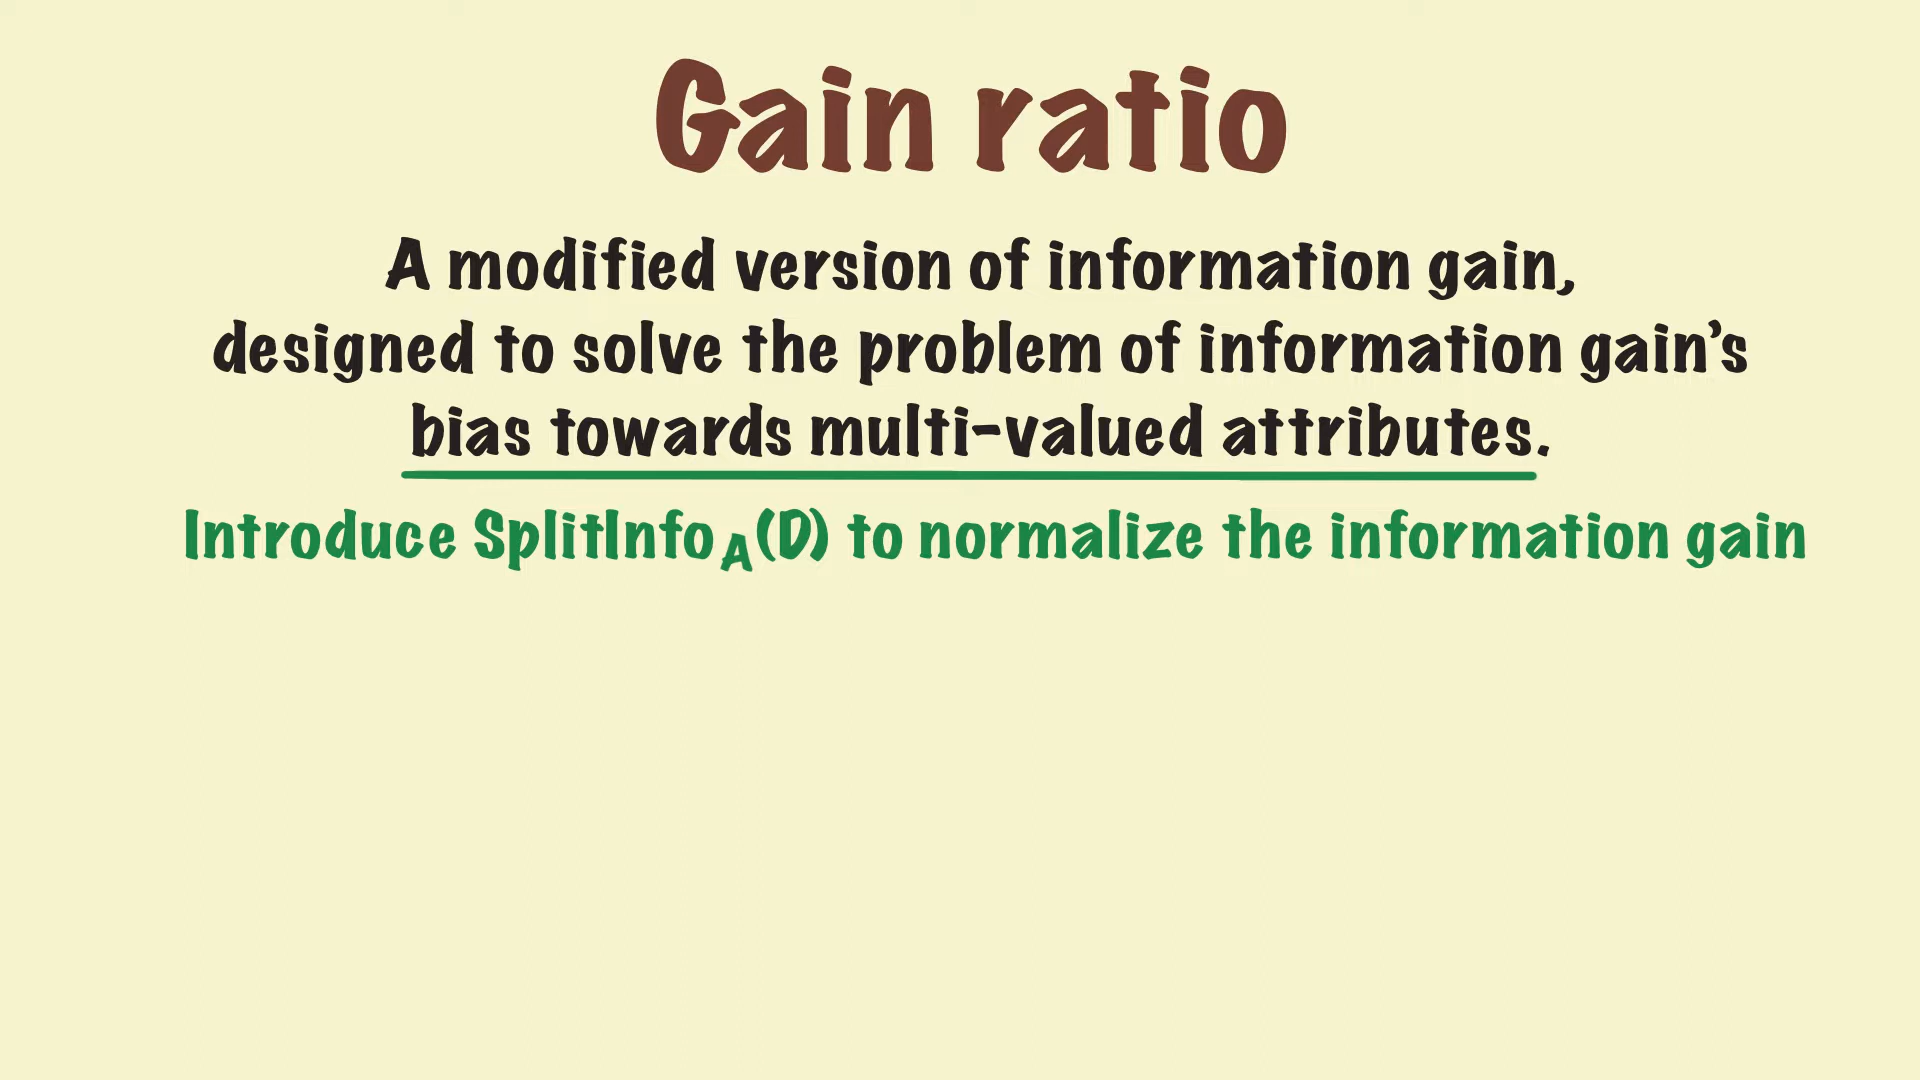 Gain ratio
A modified version of information gain,
designed to solve the problem of information gain’s
bias towards multi-valued attributes.
Introduce SplitInfo A(D) to normalize the information gain